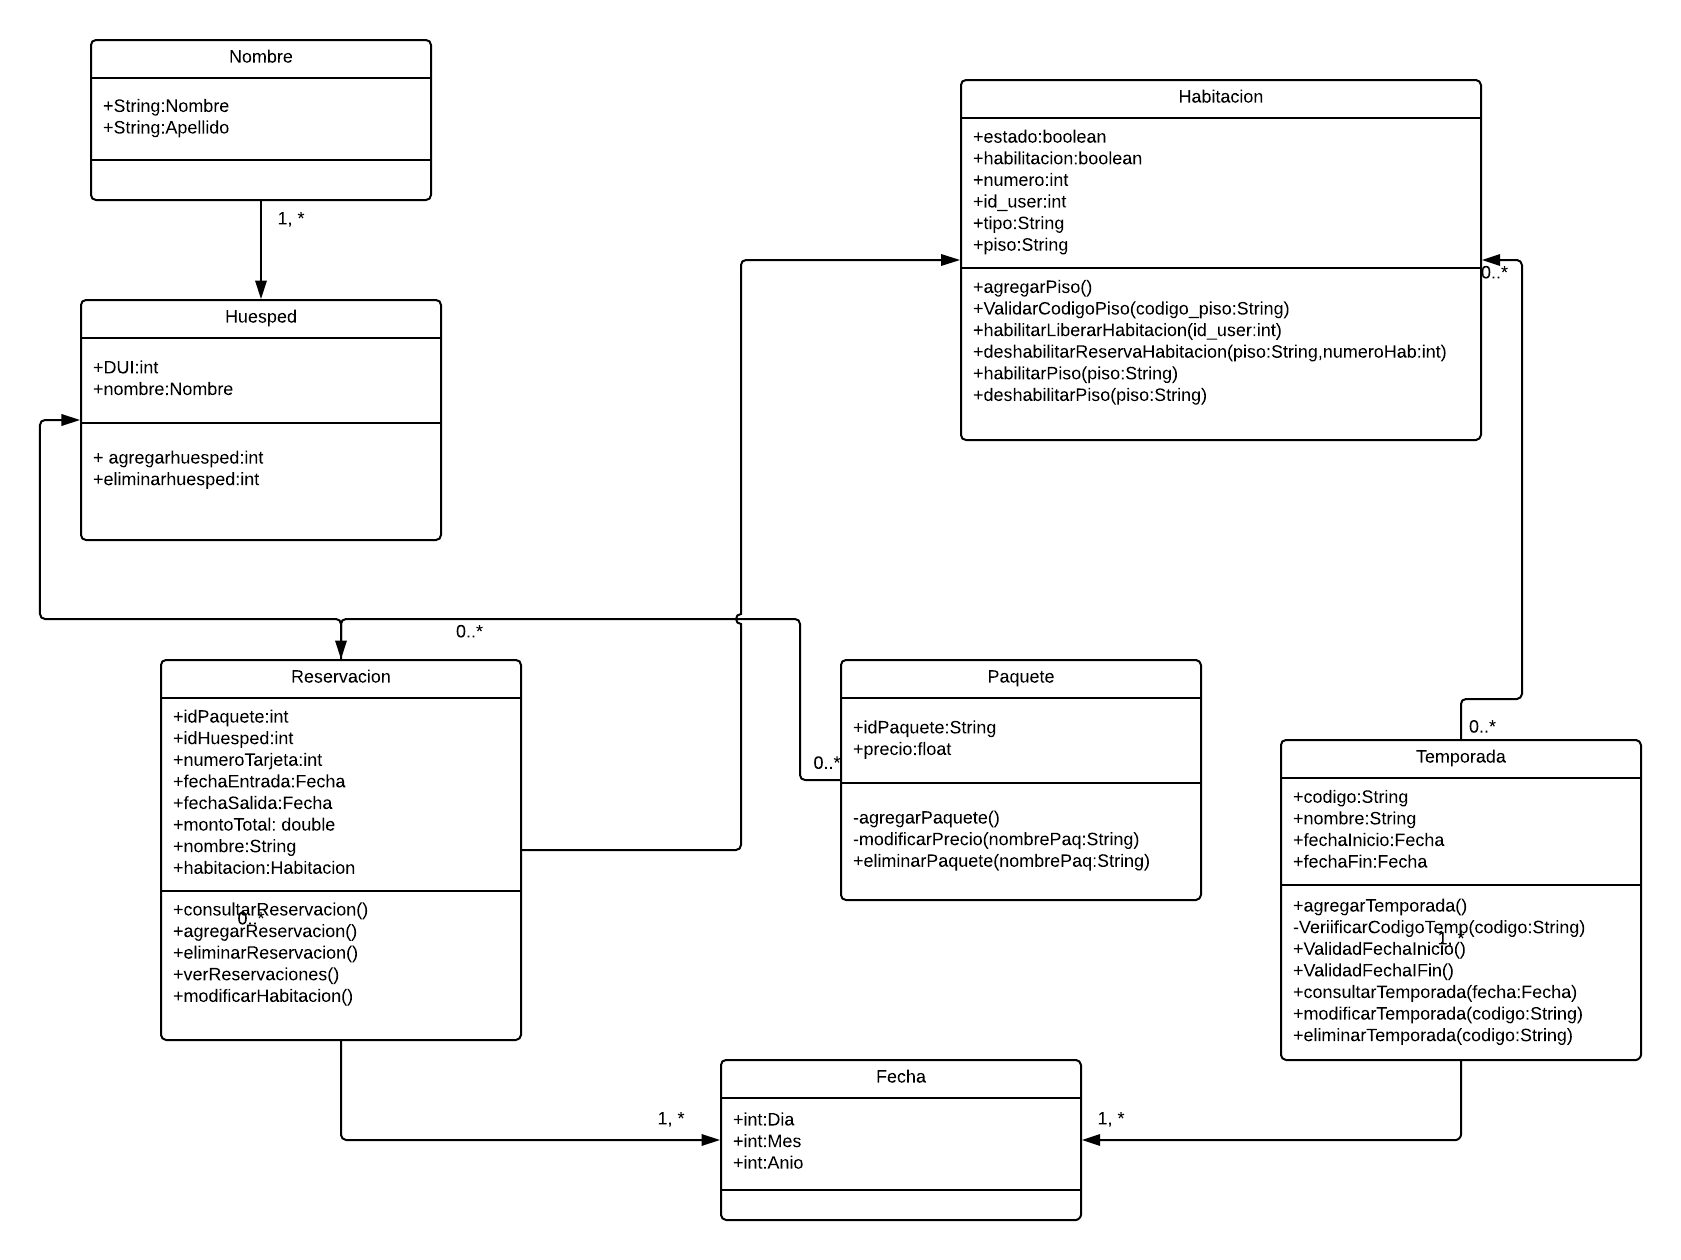 Nombre
+String:Nombre
+String:Apellido
1, *
Huesped
+DUI:int
+nombre:Nombre
+ agregarhuesped:int
+eliminarhuesped:int
Habitacion
+estado:boolean
+habilitacion:boolean
+numero:int
+id_user:int
+tipo:String
+piso:String
+agregarPiso()
+ValidarCodigoPiso(codigo_piso:String)
+habilitarLiberarHabitacion(id_user:int)
+deshabilitarReservaHabitacion(piso:String,numeroHab:int)
+habilitarPiso(piso:String)
+deshabilitarPiso(piso:String)
0..*
0..*
Reservacion
+idPaquete:int
+idHuesped:int
+numeroTarjeta:int
+fechaEntrada:Fecha
+fechaSalida:Fecha
+montoTotal: double
+nombre:String
+habitacion:Habitacion
+consultarReservacion()
0..*
+agregarReservacion()
+eliminarReservacion()
+verReservaciones()
+modificarHabitacion()
Paquete
+idPaquete:String
+precio:float
0..*
-agregarPaquete()
-modificarPrecio(nombrePaq:String)
+eliminarPaquete(nombrePaq:String)
0..*
Temporada
+codigo:String
+nombre:String
+fechaInicio:Fecha
+fechaFin:Fecha
+agregarTemporada()
-VeriificarCodigoTemp(codigo:String)
1, *
+ValidadFechaInicio()
+ValidadFechaIFin()
+consultarTemporada(fecha:Fecha)
+modificarTemporada(codigo:String)
+eliminarTemporada(codigo:String)
1, *
Fecha
+int:Dia
+int:Mes
+int:Anio
1, *